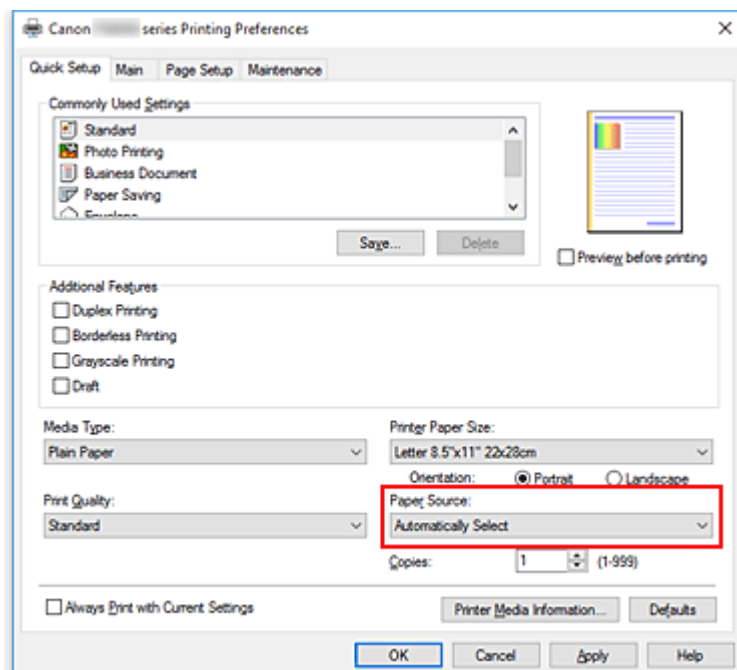 Canon series Printing Preferences
Quick Setup Main Page Setup Maintenance
Commonly Used Settings
Standard
Photo Printing
Business Document
Paper Saving
Envelope
Save... Delete
Preview before printing
Additional Features
Duplex Printing
Borderless Printing
Grayscale Printing
Draft
Media Type: Printer Paper Size:
Plain Paper Letter 8.5"x11" 22x28cm
Orientation: Portrait Landscape
Print Quality: Paper Source:
Standard Automatically Select
Copies: 1 (1-999)
Always Print with Current Settings Printer Media Information... Defaults
OK Cancel Apply Help